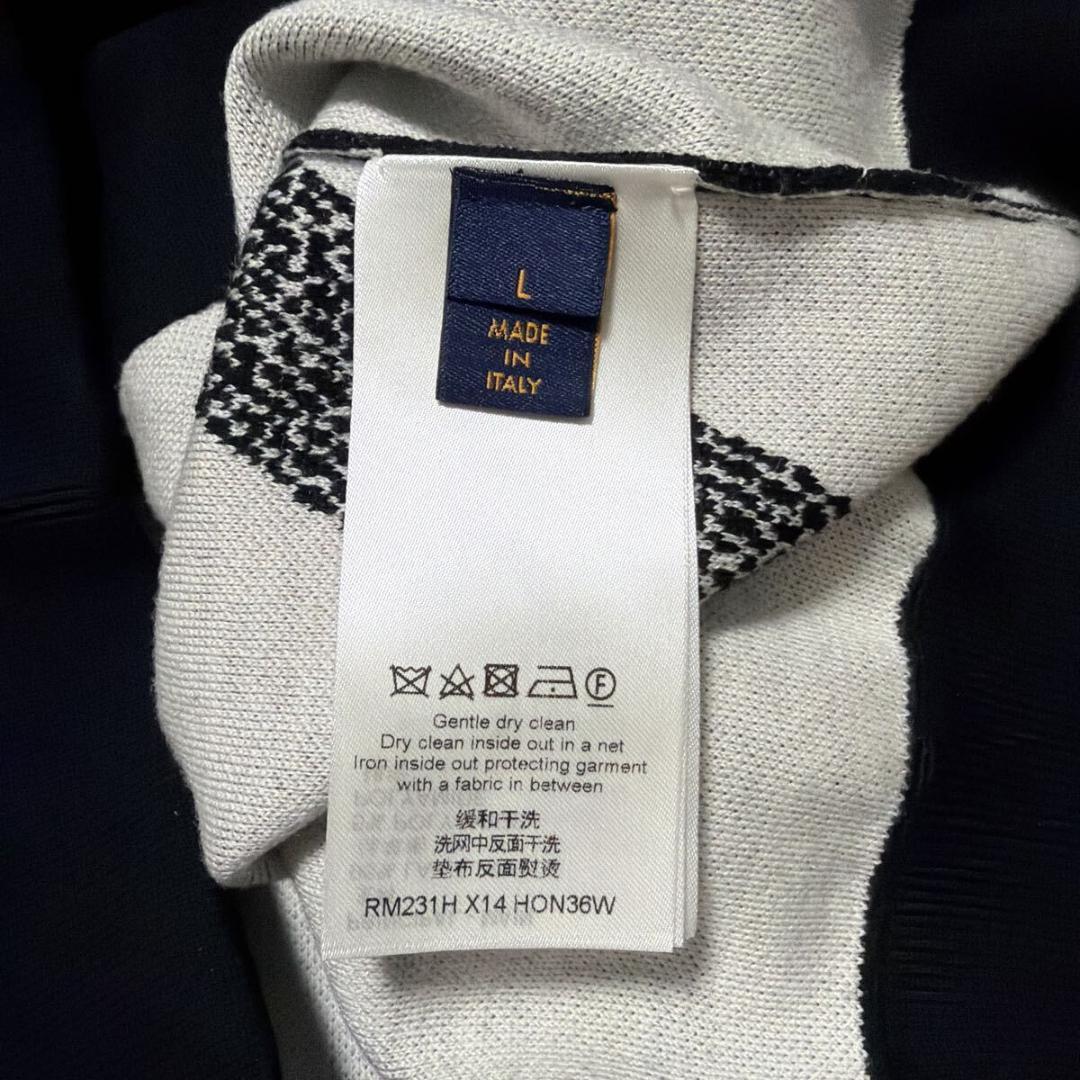 L
MADE
IN
ITALY
F
Gentle dry clean
Dry clean inside out in a net
Iron inside out protecting garment
with a fabric in between
缓和干洗
洗网中反面干洗
垫布反面熨烫
RM231H X14 HON36W